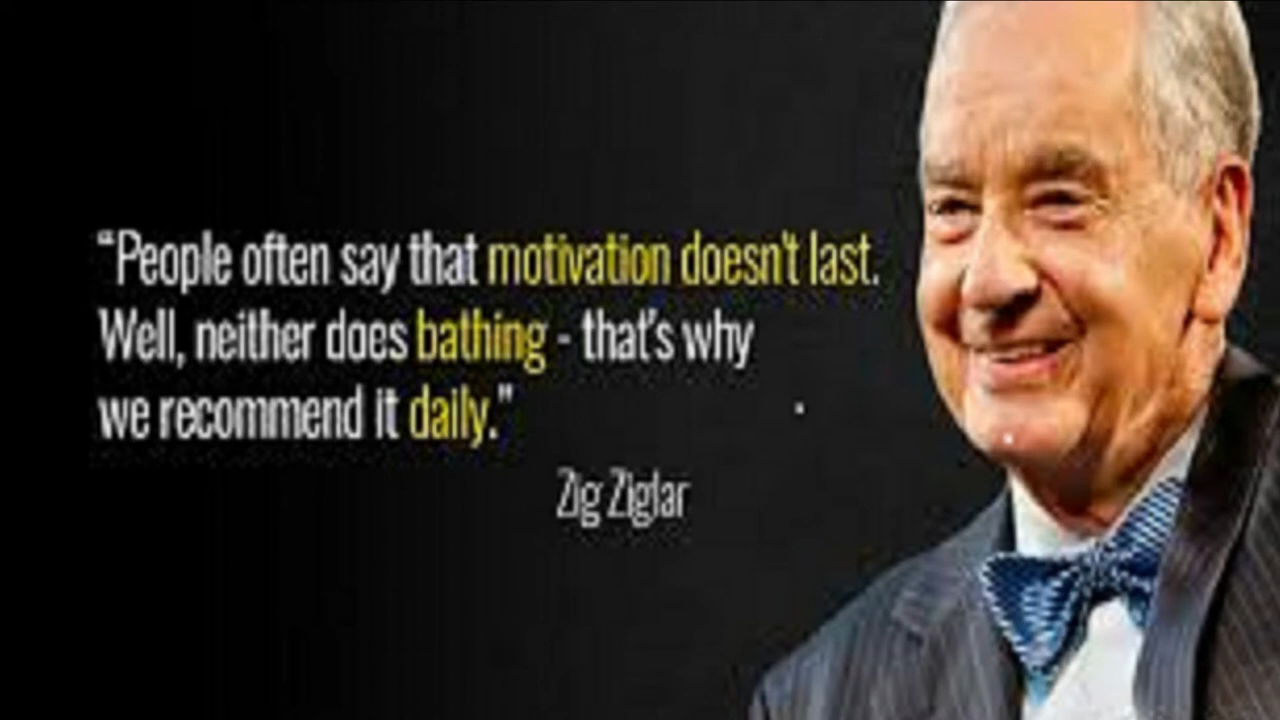 “People often say that motivation doesn't last.
Well, neither does bathing - that's why
we recommend it daily.”
Zig Ziglar